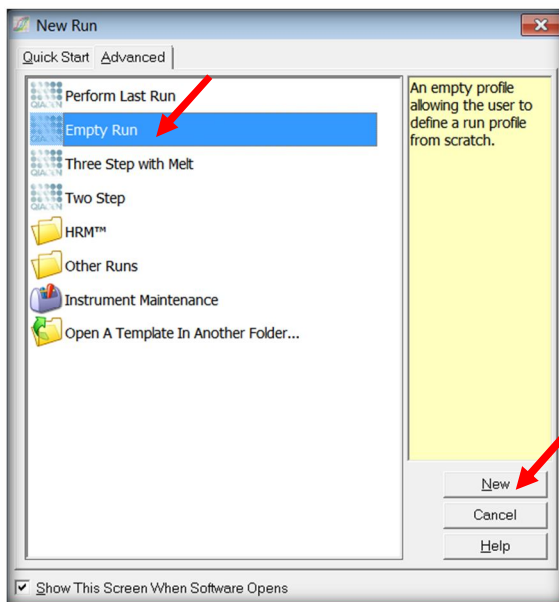 New Run
Quick Start Advanced
Perform Last Run
Empty Run
Three Step with Melt
Two Step
HRM™
Other Runs
Instrument Maintenance
Open A Template In Another Folder...
An empty profile
allowing the user to
define a run profile
from scratch.
New
Cancel
Help
Show This Screen When Software Opens